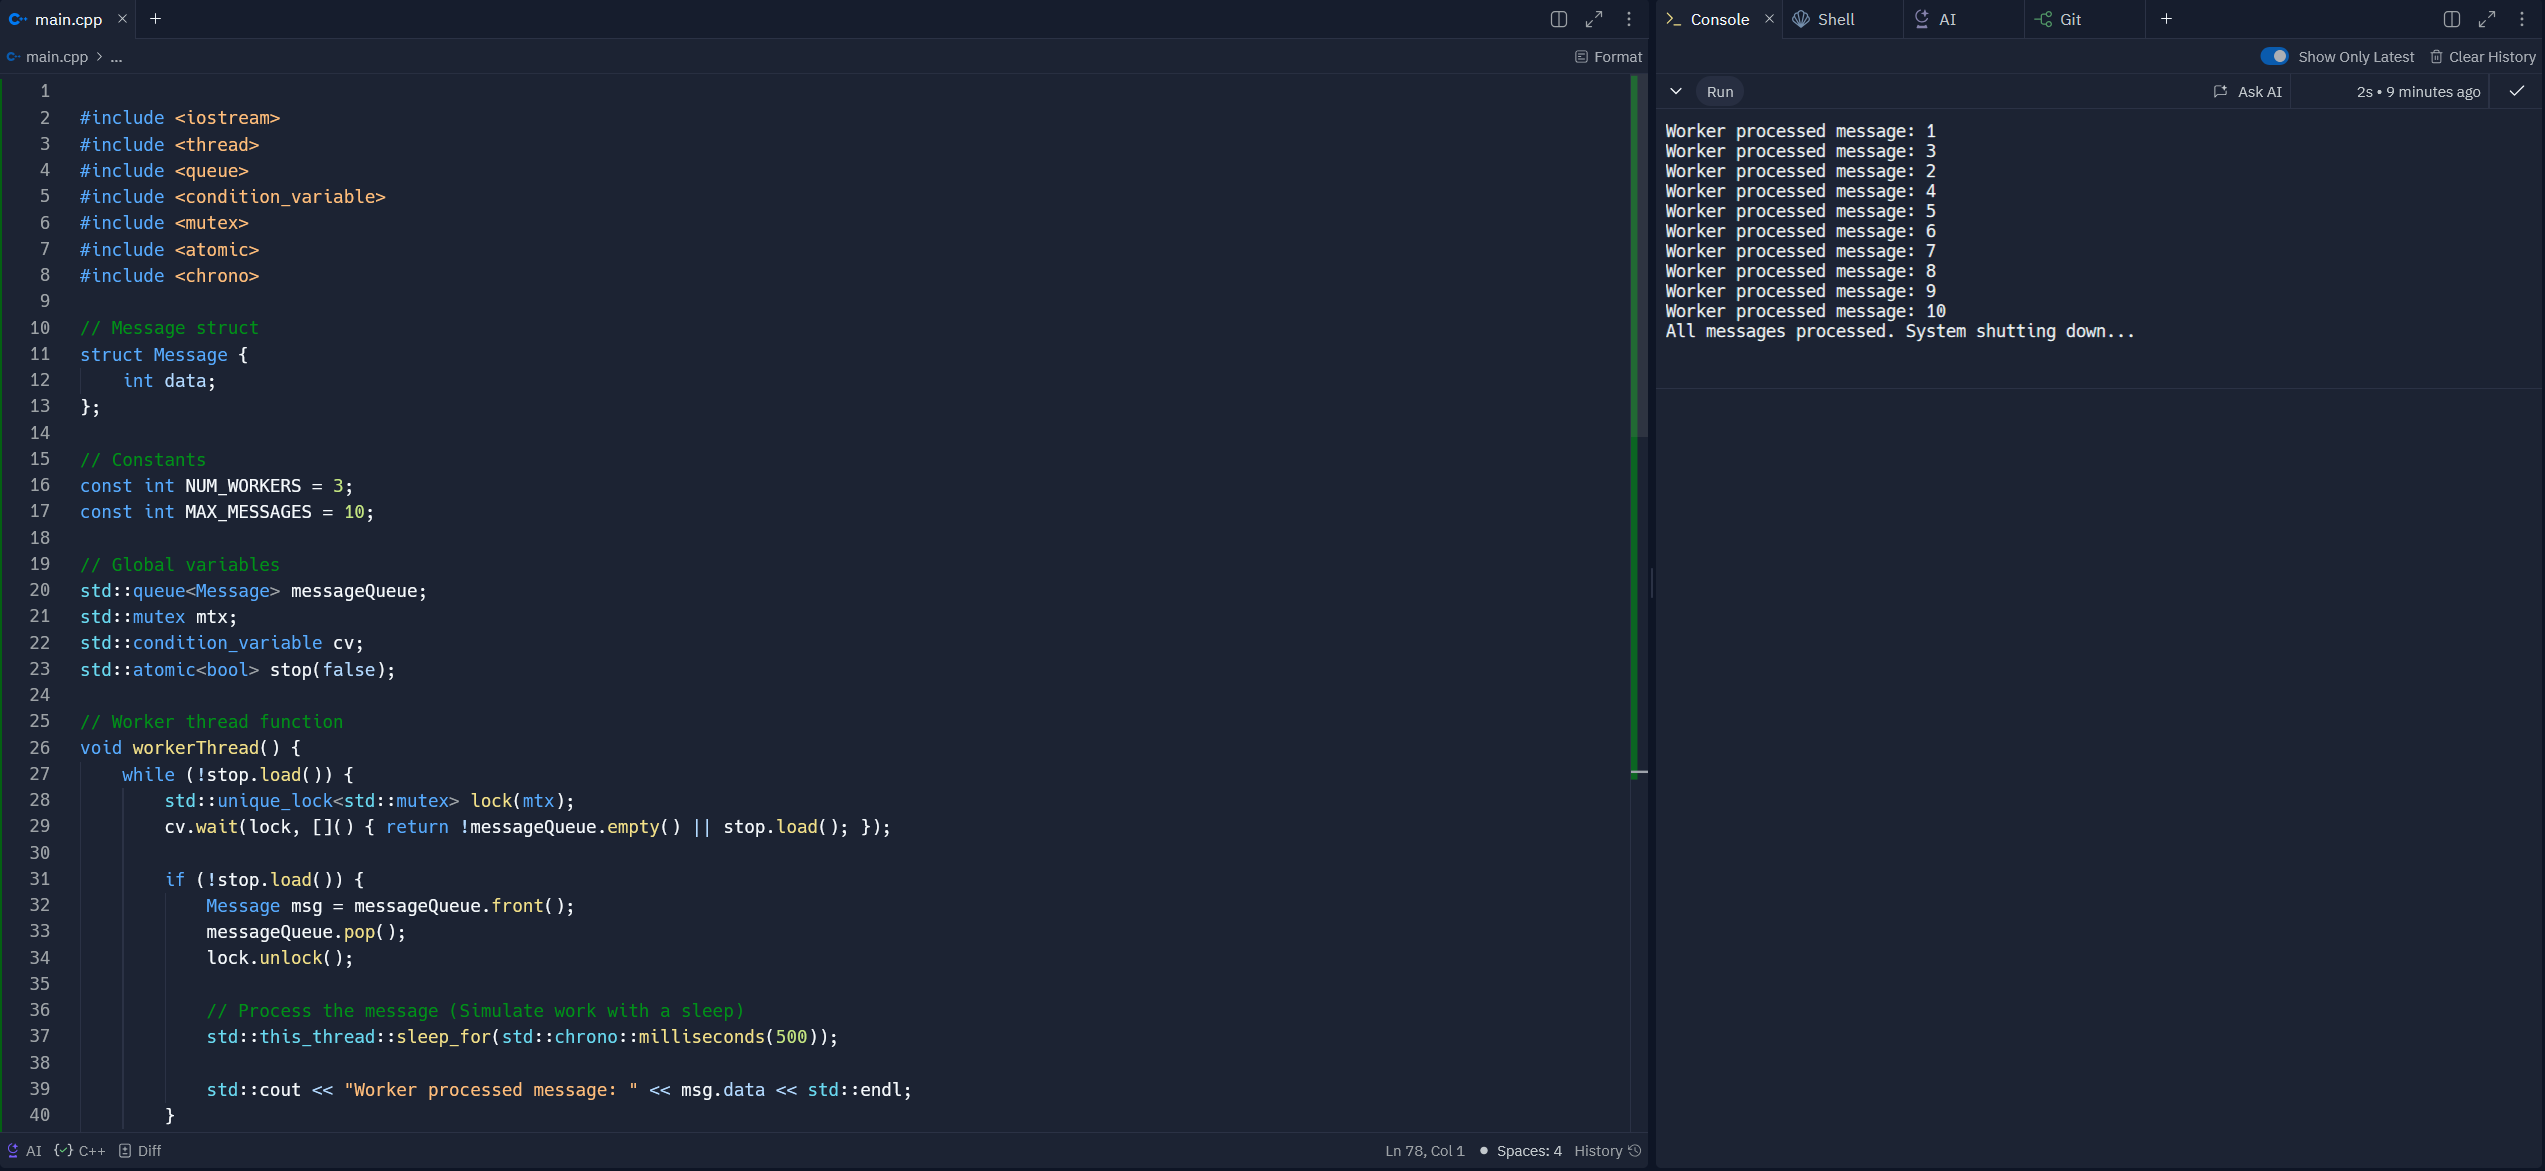 main.cpp
main.cpp > ...
Format
1
2 #include <iostream>
3 #include <thread>
4 #include <queue>
5 #include <condition_variable>
6 #include <mutex>
7 #include <atomic>
8 #include <chrono>
9
10 // Message struct
11 struct Message {
12     int data;
13 };
14
15 // Constants
16 const int NUM_WORKERS = 3;
17 const int MAX_MESSAGES = 10;
18
19 // Global variables
20 std::queue<Message> messageQueue;
21 std::mutex mtx;
22 std::condition_variable cv;
23 std::atomic<bool> stop(false);
24
25 // Worker thread function
26 void workerThread() {
27     while (!stop.load()) {
28         std::unique_lock<std::mutex> lock(mtx);
29         cv.wait(lock, []() { return !messageQueue.empty() || stop.load(); });
30
31         if (!stop.load()) {
32             Message msg = messageQueue.front();
33             messageQueue.pop();
34             lock.unlock();
35
36             // Process the message (Simulate work with a sleep)
37             std::this_thread::sleep_for(std::chrono::milliseconds(500));
38
39             std::cout << "Worker processed message: " << msg.data << std::endl;
40         }
AI C++ Diff
Ln 78, Col 1 • Spaces: 4 History
Console Shell AI Git
Show Only Latest Clear History
Run Ask AI 2s • 9 minutes ago
Worker processed message: 1
Worker processed message: 3
Worker processed message: 2
Worker processed message: 4
Worker processed message: 5
Worker processed message: 6
Worker processed message: 7
Worker processed message: 8
Worker processed message: 9
Worker processed message: 10
All messages processed. System shutting down...